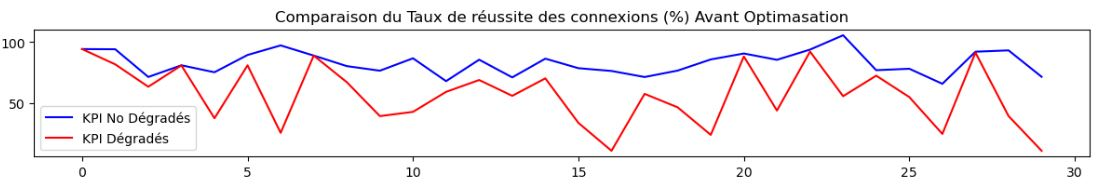 Comparaison du Taux de réussite des connexions (%) Avant Optimasation
100
50
KPI No Dégradés
KPI Dégradés
0 5 10 15 20 25 30